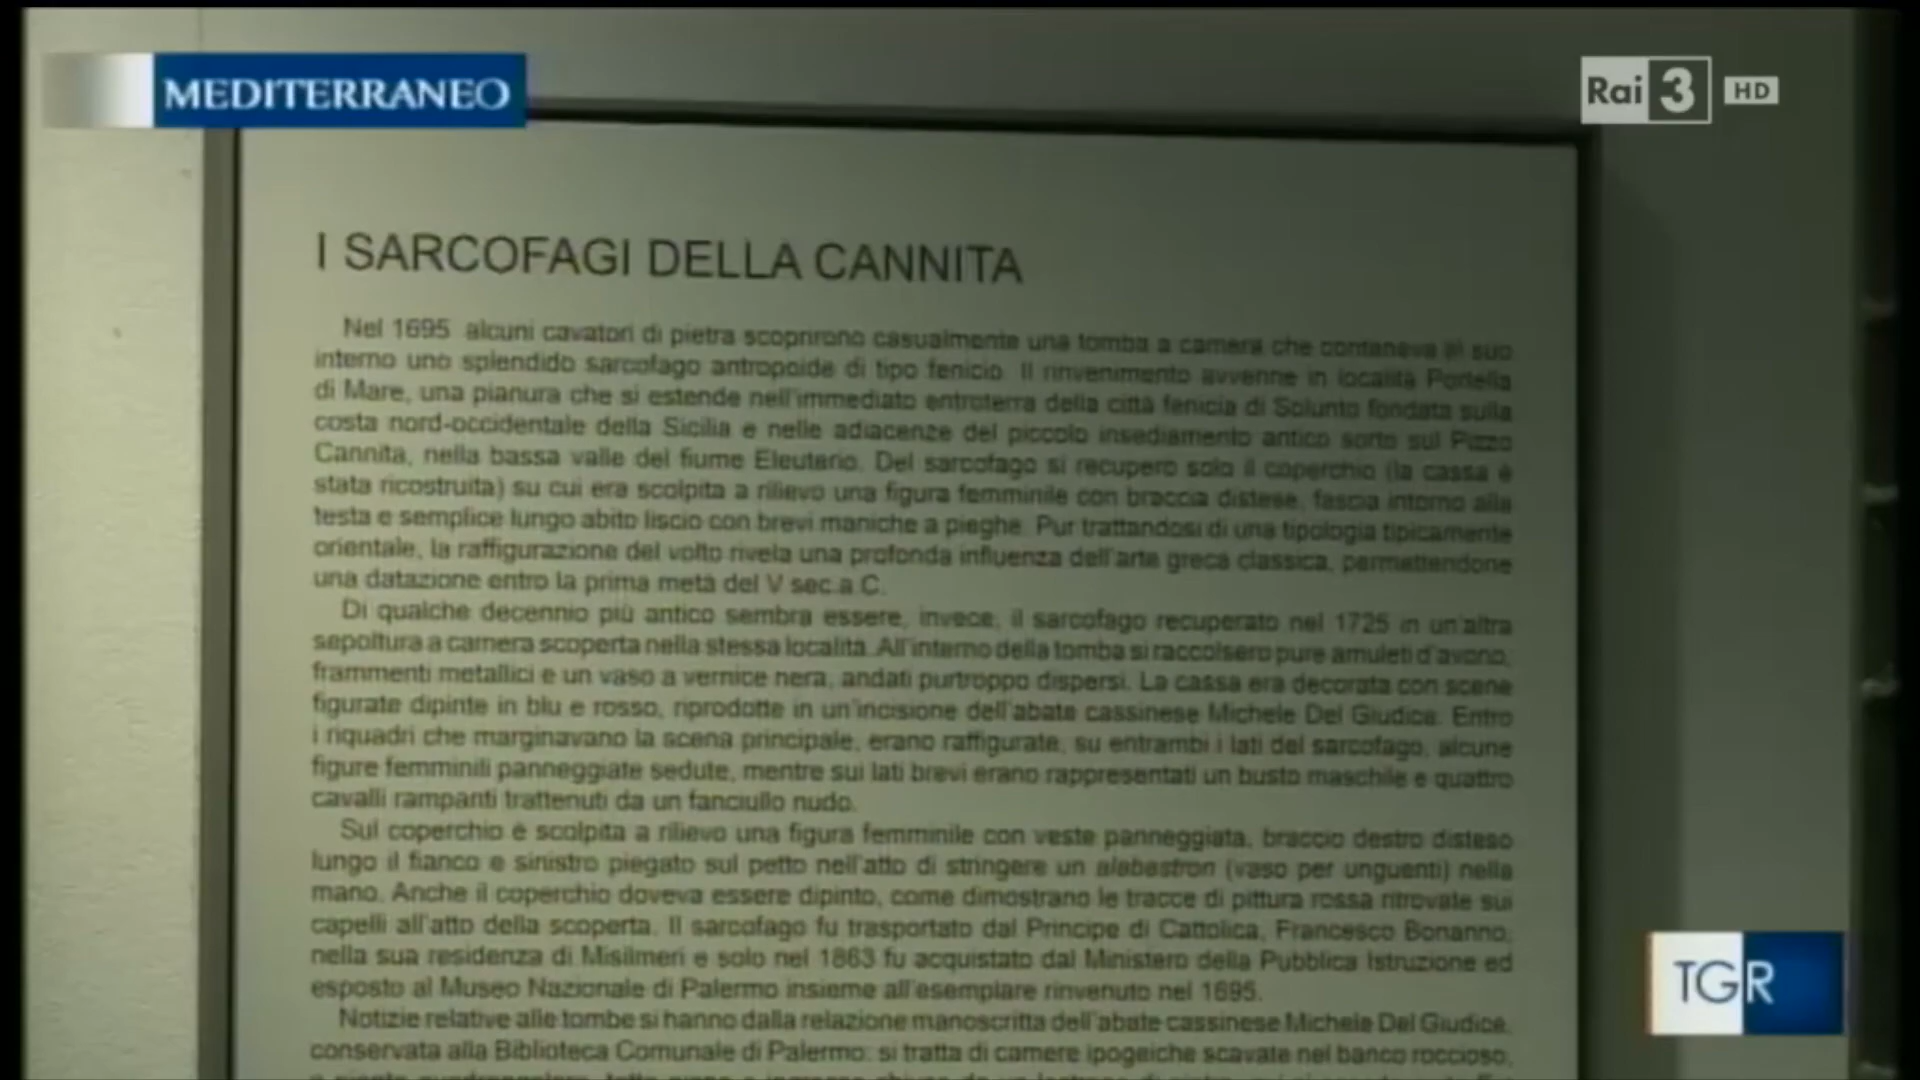 MEDITERRANEO
Rai 3 HD
I SARCOFAGI DELLA CANNITA
Nel 1695 alcuni cavatori di pietra scoprirono casualmente una tomba a camera che conteneva al suo
interno uno splendido sarcofago antropoide di tipo fenicio. Il rinvenimento avvenne in località Portella
di Mare, una pianura che si estende nell'immediato entroterra della città fenicia di Solunto fondata sulla
costa nord-occidentale della Sicilia e nelle adiacenze del piccolo insediamento antico sorto sul Pizzo
Cannita, nella bassa valle del fiume Eleuterio. Del sarcofago si recuperò solo il coperchio (la cassa è
stata ricostruita) su cui era scolpita a rilievo una figura femminile con braccia distese, fascia intorno alla
testa e semplice lungo abito liscio con brevi maniche a pieghe. Pur trattandosi di una tipologia tipicamente
orientale, la raffigurazione del volto rivela una profonda influenza dell'arte greca classica, permettendone
una datazione entro la prima metà del V sec.a.C.
Di qualche decennio più antico sembra essere, invece, il sarcofago recuperato nel 1725 in un'altra
sepoltura a camera scoperta nella stessa località. All'interno della tomba si raccolsero pure amuleti d'avorio,
frammenti metallici e un vaso a vernice nera, andati purtroppo dispersi. La cassa era decorata con scene
figurate dipinte in blu e rosso, riprodotte in un'incisione dell'abate cassinese Michele Del Giudice. Entro
i riquadri che marginavano la scena principale, erano raffigurate, su entrambi i lati del sarcofago, alcune
figure femminili panneggiate sedute, mentre sui lati brevi erano rappresentati un busto maschile e quattro
cavalli rampanti trattenuti da un fanciullo nudo.
Sul coperchio è scolpita a rilievo una figura femminile con veste panneggiata, braccio destro disteso
lungo il fianco e sinistro piegato sul petto nell'atto di stringere un alabastron (vaso per unguenti) nella
mano. Anche il coperchio doveva essere dipinto, come dimostrano le tracce di pittura rossa ritrovate sui
capelli all'atto della scoperta. Il sarcofago fu trasportato dal Principe di Cattolica, Francesco Bonanno,
nella sua residenza di Misilmeri e solo nel 1863 fu acquistato dal Ministero della Pubblica Istruzione ed
esposto al Museo Nazionale di Palermo insieme all'esemplare rinvenuto nel 1695.
Notizie relative alle tombe si hanno dalla relazione manoscritta dell'abate cassinese Michele Del Giudice,
conservata alla Biblioteca Comunale di Palermo: si tratta di camere ipogeiche scavate nel banco roccioso,
TGR